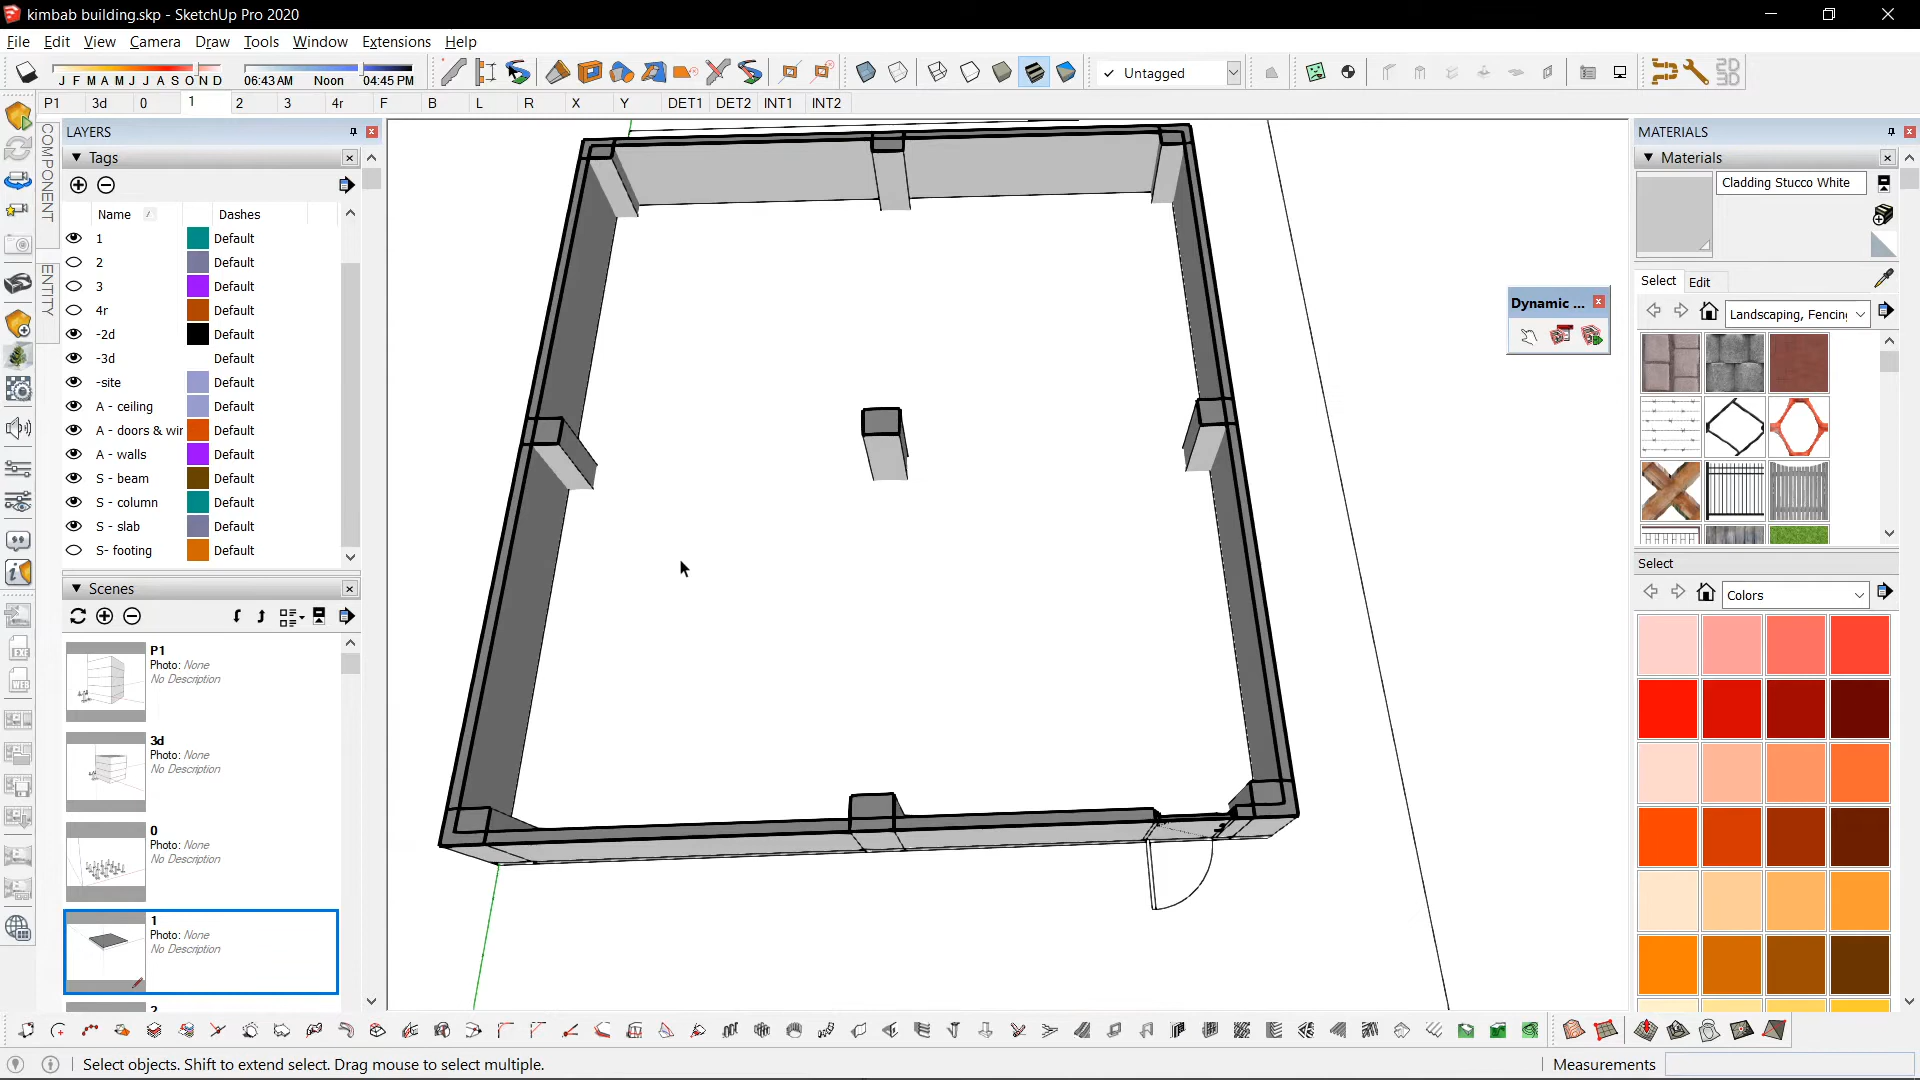 kimbab building.skp - SketchUp Pro 2020
File Edit View Camera Draw Tools Window Extensions Help
J F M A M J J A S O N D 06:43 AM Noon 04:45 PM
✓ Untagged
2D 3D
P1 3d 0 1 2 3 4r F B L R X Y DET1 DET2 INT1 INT2
COMPONENT
ENTITY
LAYERS
Tags
Name Dashes
1 Default
2 Default
3 Default
4r Default
-2d Default
-3d Default
-site Default
A - ceiling Default
A - doors & wir Default
A - walls Default
S - beam Default
S - column Default
S - slab Default
S- footing Default
Scenes
P1
Photo: None
No Description
3d
Photo: None
No Description
0
Photo: None
No Description
1
Photo: None
No Description
2
Dynamic ...
MATERIALS
Materials
Cladding Stucco White
Select Edit
Landscaping, Fencing
Select
Colors
Select objects. Shift to extend select. Drag mouse to select multiple.
Measurements